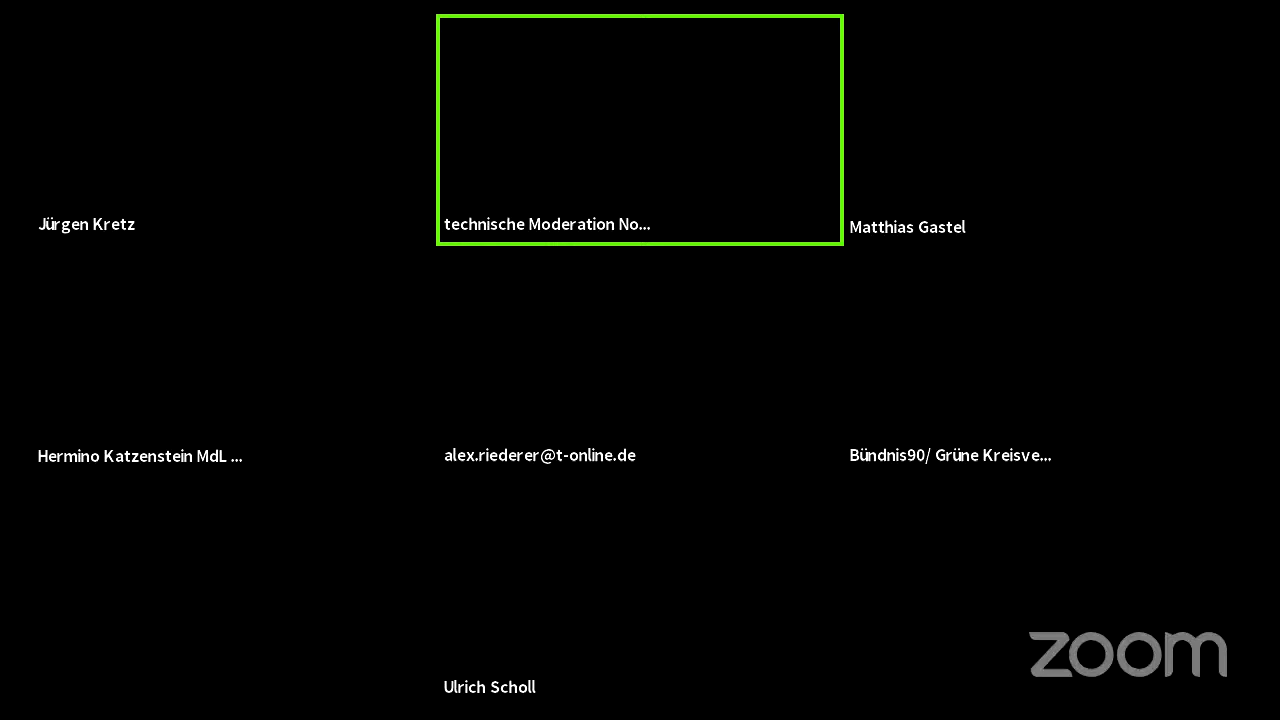 Jürgen Kretz
technische Moderation No...
Matthias Gastel
Hermino Katzenstein MdL ...
alex.riederer@t-online.de
Bündnis90/ Grüne Kreisve...
Ulrich Scholl
zoom